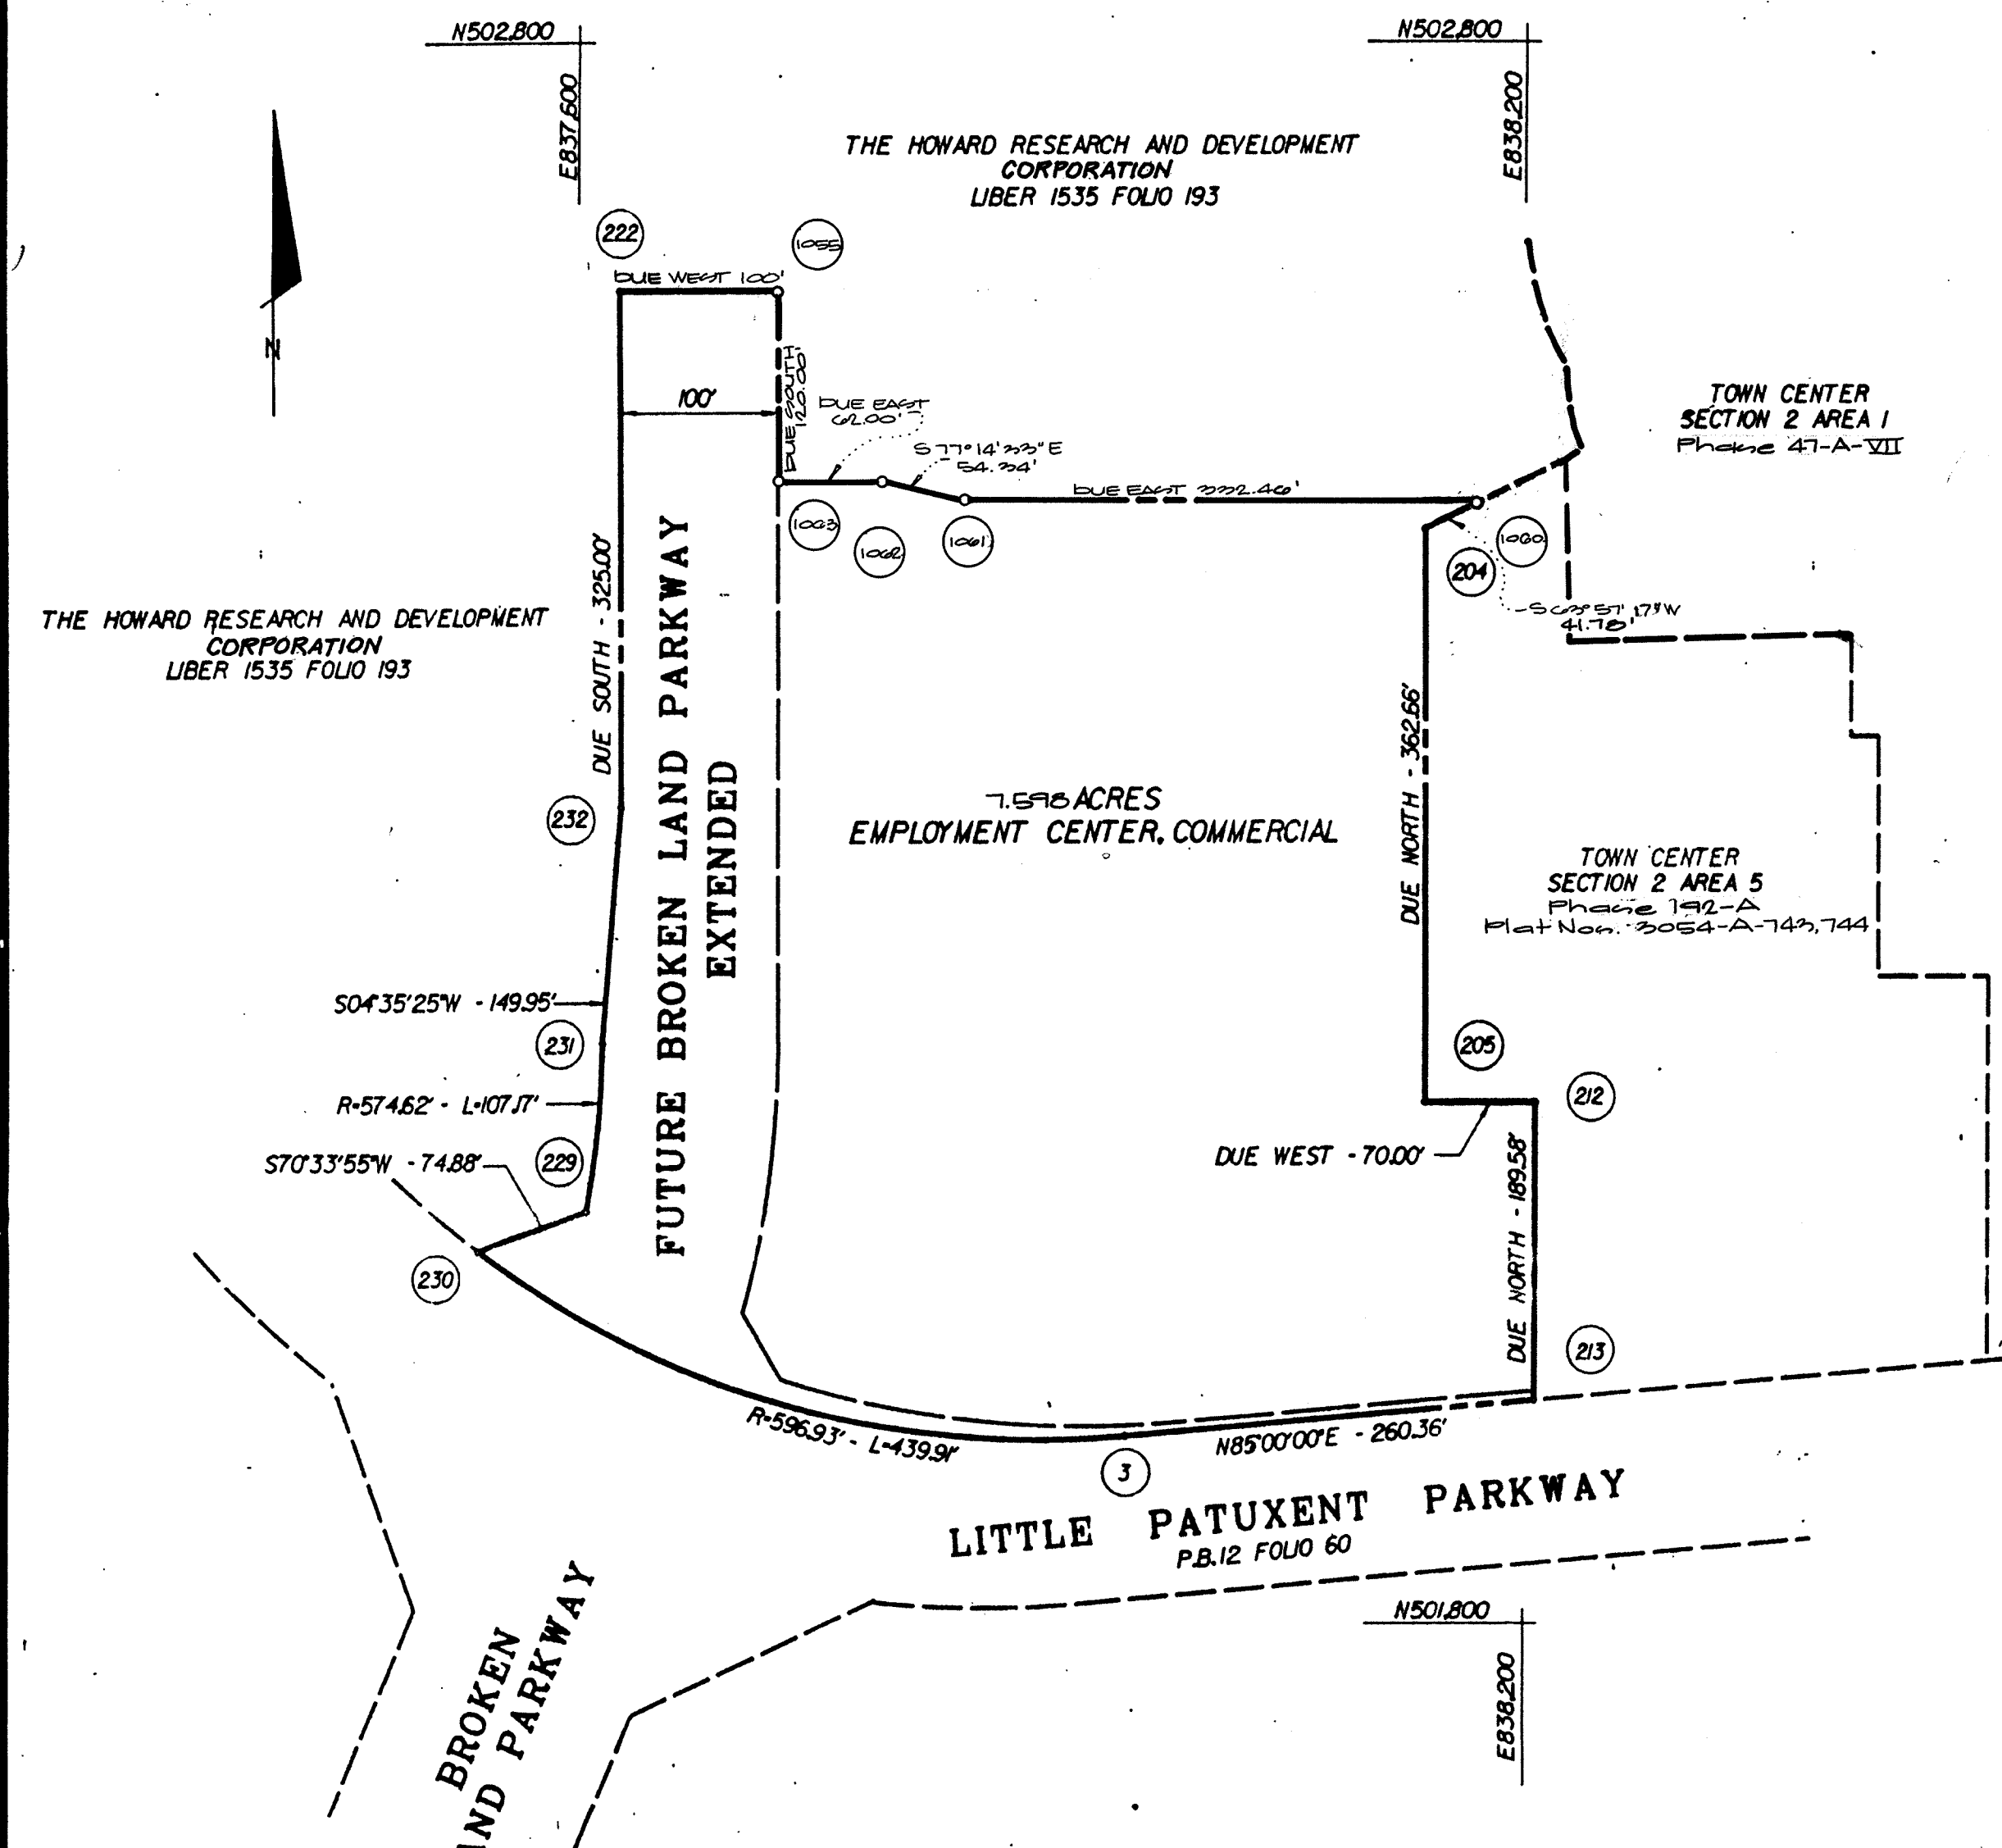 N502,800
N502,800
E837,600
E838,200
THE HOWARD RESEARCH AND DEVELOPMENT
CORPORATION
LIBER 1535 FOLIO 193
222
1055
DUE WEST 100'
DUE SOUTH
120.00'
100'
DUE EAST
62.00'
S 77° 14' 33" E
54.34'
DUE EAST 332.46'
TOWN CENTER
SECTION 2 AREA 1
Phase 47-A-VII
1063
1062
1061
1060
204
S 63° 57' 17" W
41.78'
N
THE HOWARD RESEARCH AND DEVELOPMENT
CORPORATION
LIBER 1535 FOLIO 193
DUE SOUTH - 325.00'
FUTURE BROKEN LAND PARKWAY
EXTENDED
DUE NORTH - 362.66'
232
7.598 ACRES
EMPLOYMENT CENTER, COMMERCIAL
TOWN CENTER
SECTION 2 AREA 5
Phase 192-A
Plat Nos. 3054-A-743, 744
S04°35'25"W - 149.95'
231
205
R=574.62' - L=107.17'
212
S70°33'55"W - 74.88'
229
DUE WEST - 70.00'
DUE NORTH - 189.58'
230
213
R=596.93' - L=439.91'
N85°00'00"E - 260.36'
3
LITTLE PATUXENT PARKWAY
P.B. 12 FOLIO 60
N501,800
E838,200
BROKEN
PARKWAY